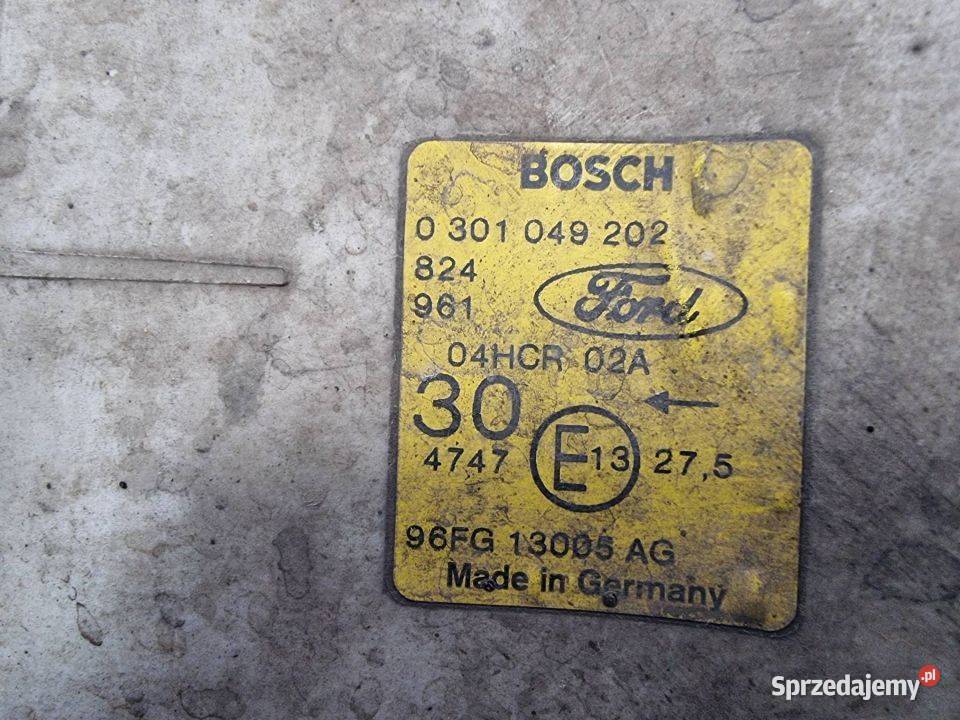 BOSCH
0 301 049 202
824
961
Ford
04HCR 02A
30
4747 E 13 27,5
96FG 13005 AG
Made in Germany
Sprzedajemy.pl